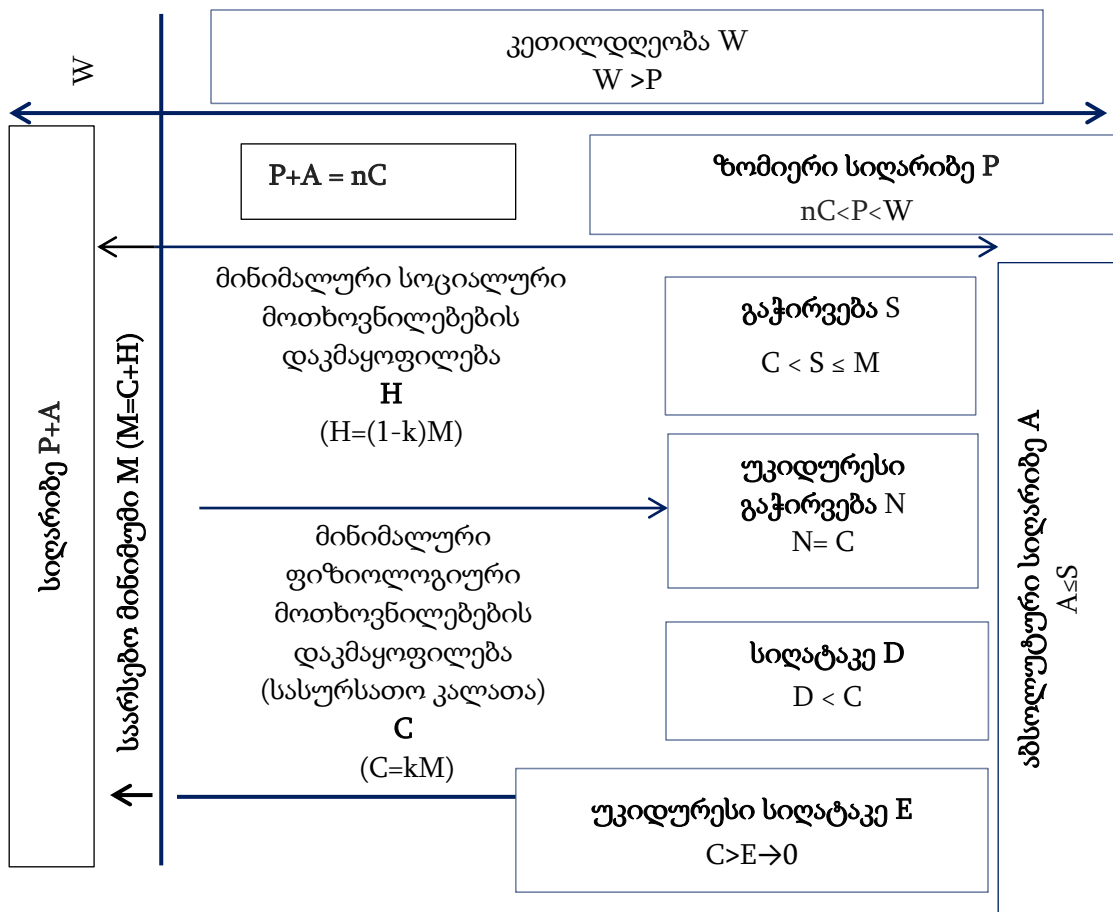 W
კეთილდღეობა W
W >P
P+A = nC
ზომიერი სიღარიბე P
nC<P<W
სიღარიბე P+A
საარსებო მინიმუმი M (M=C+H)
მინიმალური სოციალური
მოთხოვნილებების
დაკმაყოფილება
H
(H=(1-k)M)
გაჭირვება S
C < S ≤ M
უკიდურესი
გაჭირვება N
N= C
მინიმალური
ფიზიოლოგიური
მოთხოვნილებების
დაკმაყოფილება
(სასურსათო კალათა)
C
(C=kM)
სიღატაკე D
D < C
უკიდურესი სიღატაკე E
C>E→0
აბსოლუტური სიღარიბე A
A≤S